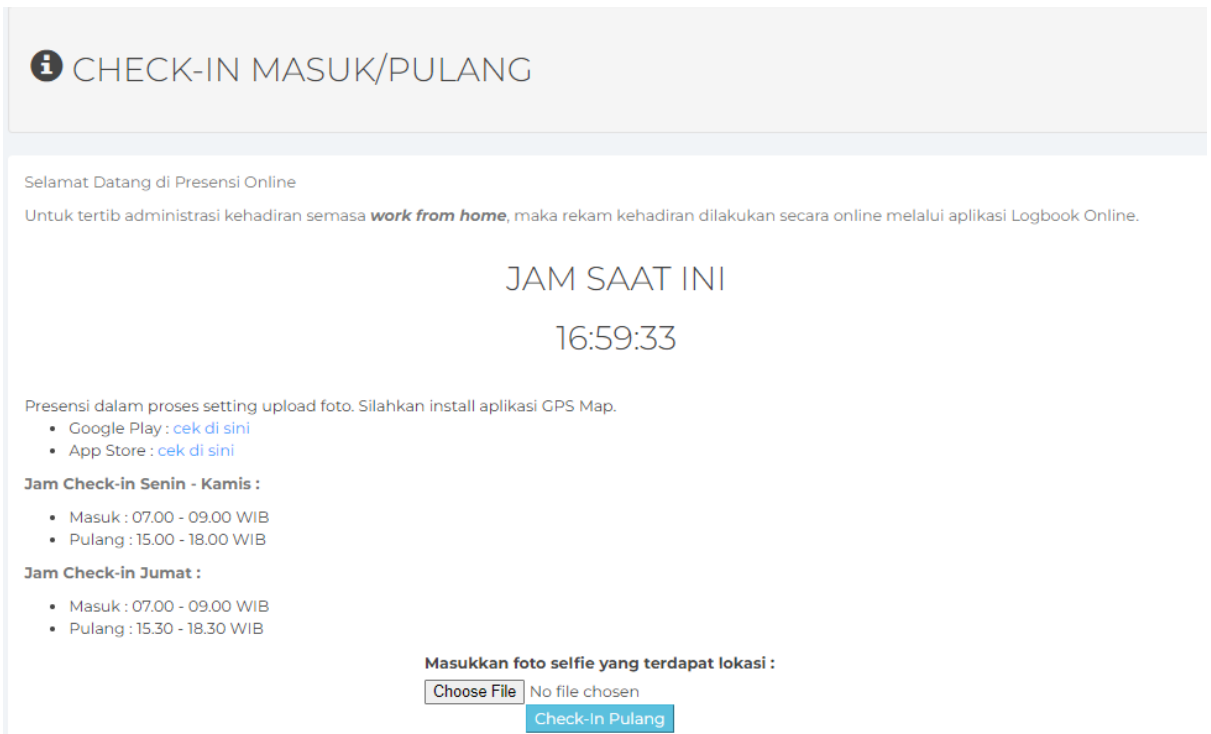 CHECK-IN MASUK/PULANG
Selamat Datang di Presensi Online
Untuk tertib administrasi kehadiran semasa work from home, maka rekam kehadiran dilakukan secara online melalui aplikasi Logbook Online.
JAM SAAT INI
16:59:33
Presensi dalam proses setting upload foto. Silahkan install aplikasi GPS Map.
Google Play : cek di sini
App Store : cek di sini
Jam Check-in Senin - Kamis :
Masuk : 07.00 - 09.00 WIB
Pulang : 15.00 - 18.00 WIB
Jam Check-in Jumat :
Masuk : 07.00 - 09.00 WIB
Pulang : 15.30 - 18.30 WIB
Masukkan foto selfie yang terdapat lokasi :
Choose File No file chosen
Check-In Pulang